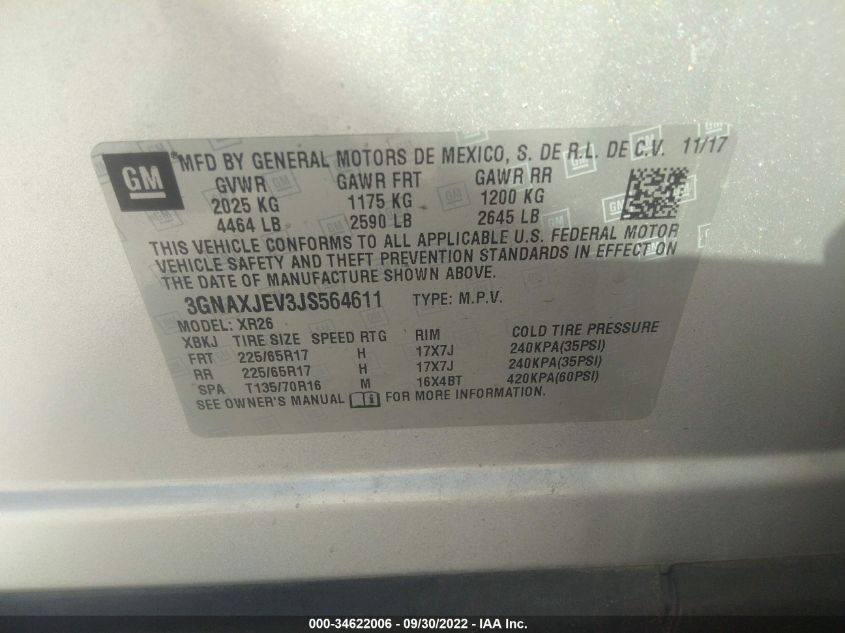 GM ®MFD BY GENERAL MOTORS DE MEXICO, S. DE R.L. DE C.V. 11/17
GVWR GAWR FRT GAWR RR
2025 KG 1175 KG 1200 KG
4464 LB 2590 LB 2645 LB
THIS VEHICLE CONFORMS TO ALL APPLICABLE U.S. FEDERAL MOTOR
VEHICLE SAFETY AND THEFT PREVENTION STANDARDS IN EFFECT ON
THE DATE OF MANUFACTURE SHOWN ABOVE.
3GNAXJEV3JS564611 TYPE: M.P.V.
MODEL: XR26
XBKJ TIRE SIZE SPEED RTG RIM COLD TIRE PRESSURE
FRT 225/65R17 H 17X7J 240KPA(35PSI)
RR 225/65R17 H 17X7J 240KPA(35PSI)
SPA T135/70R16 M 16X4BT 420KPA(60PSI)
SEE OWNER'S MANUAL FOR MORE INFORMATION.
000-34622006 - 09/30/2022 - IAA Inc.